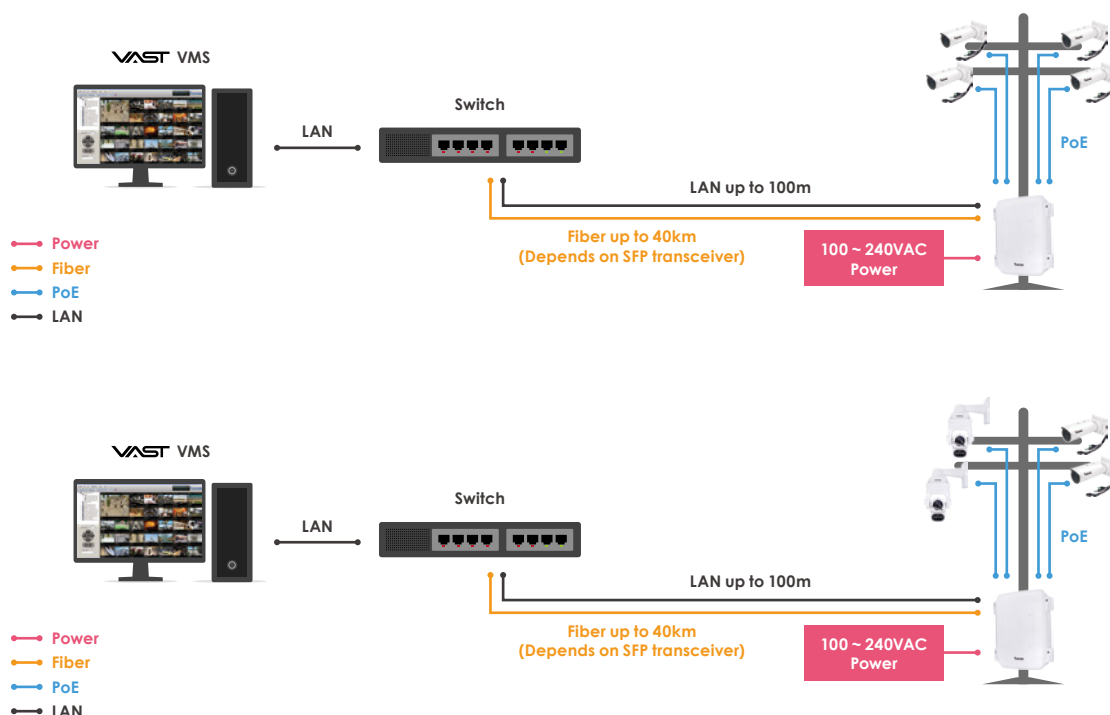 VAST VMS
Switch
LAN
PoE
LAN up to 100m
Fiber up to 40km
(Depends on SFP transceiver)
100 ~ 240VAC
Power
Power
Fiber
PoE
LAN
VAST VMS
Switch
LAN
PoE
LAN up to 100m
Fiber up to 40km
(Depends on SFP transceiver)
100 ~ 240VAC
Power
Power
Fiber
PoE
LAN